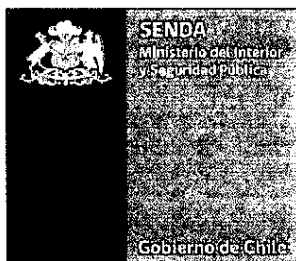 SENDA
Ministerio del Interior
y Seguridad Pública
Gobierno de Chile